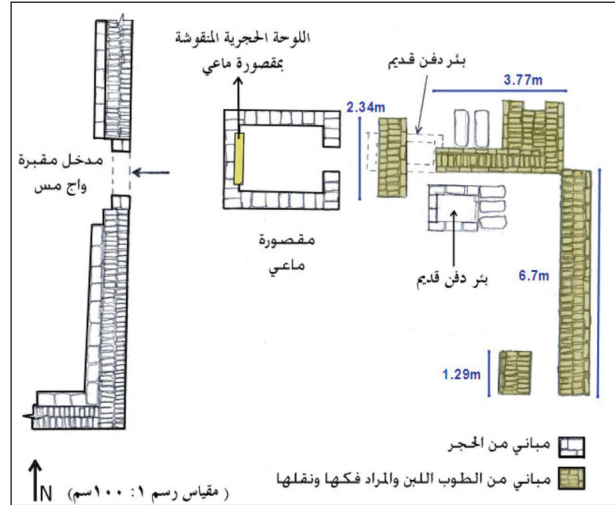 اللوحة الحجرية المنقوشة
بمقصورة ماعي
بئر دفن قديم
3.77m
2.34m
مدخل مقبرة
واج مس
مقصورة
ماعي
بئر دفن قديم
6.7m
1.29m
مباني من الحجر
مباني من الطوب اللبن والمراد فكها ونقلها
N
( مقياس رسم ١ : ١٠٠سم )